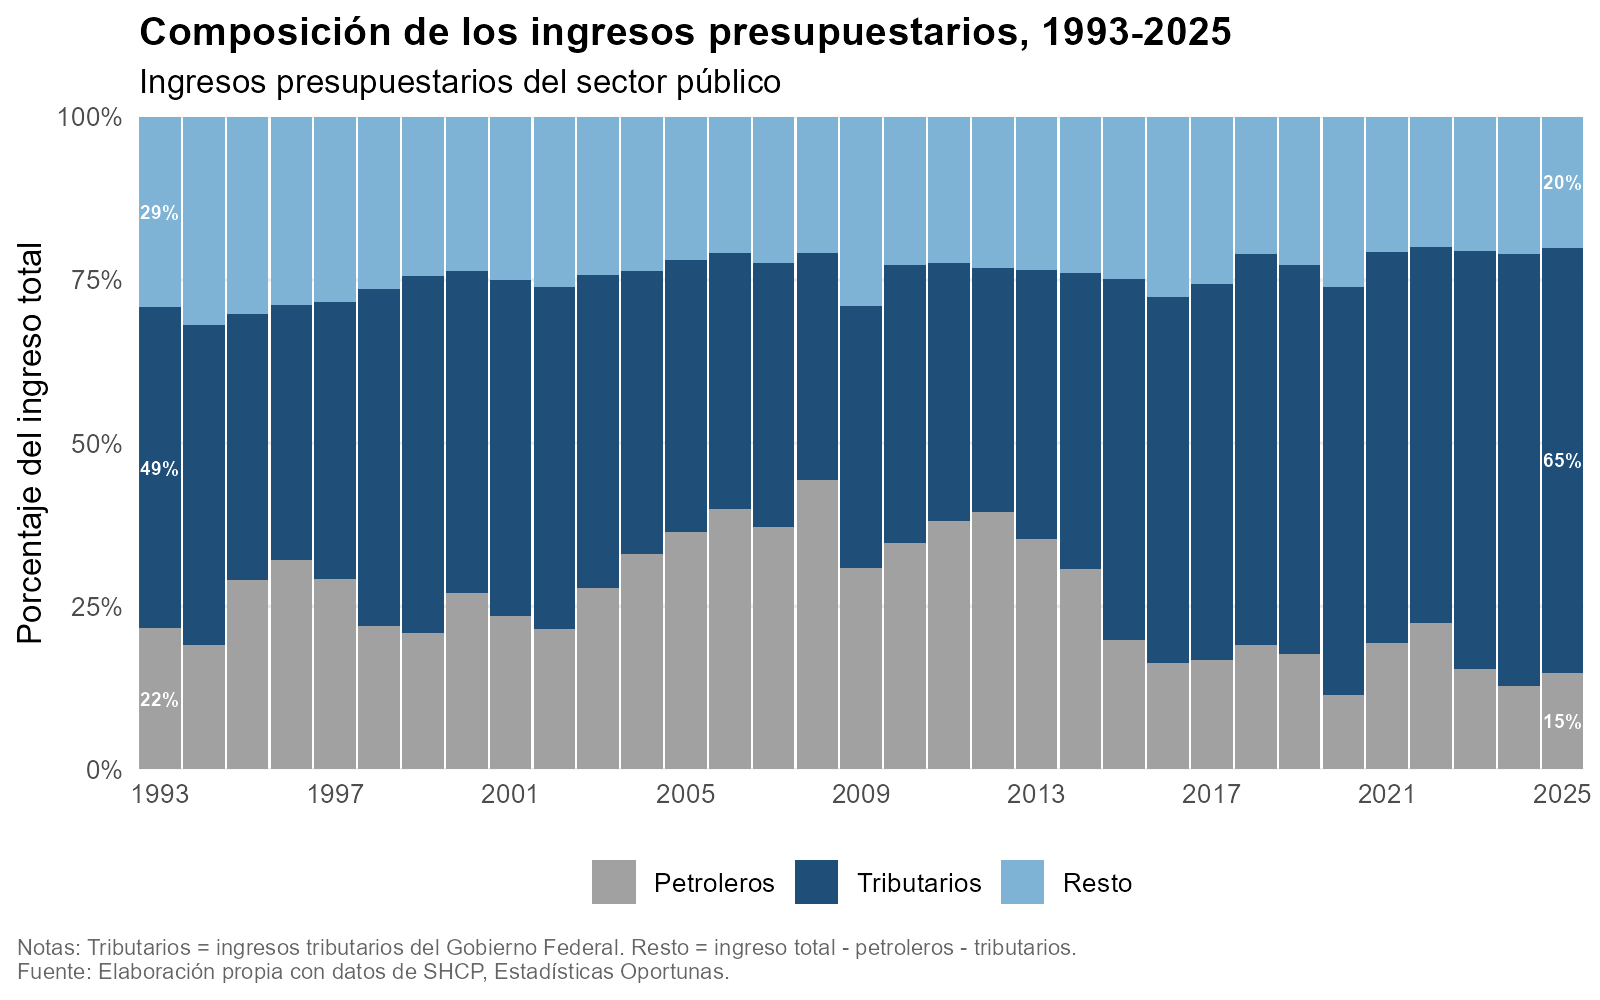 Composición de los ingresos presupuestarios, 1993-2025
Ingresos presupuestarios del sector público
Porcentaje del ingreso total
100%
75%
50%
25%
0%
29%
49%
22%
20%
65%
15%
1993 1997 2001 2005 2009 2013 2017 2021 2025
Petroleros Tributarios Resto
Notas: Tributarios = ingresos tributarios del Gobierno Federal. Resto = ingreso total - petroleros - tributarios.
Fuente: Elaboración propia con datos de SHCP, Estadísticas Oportunas.